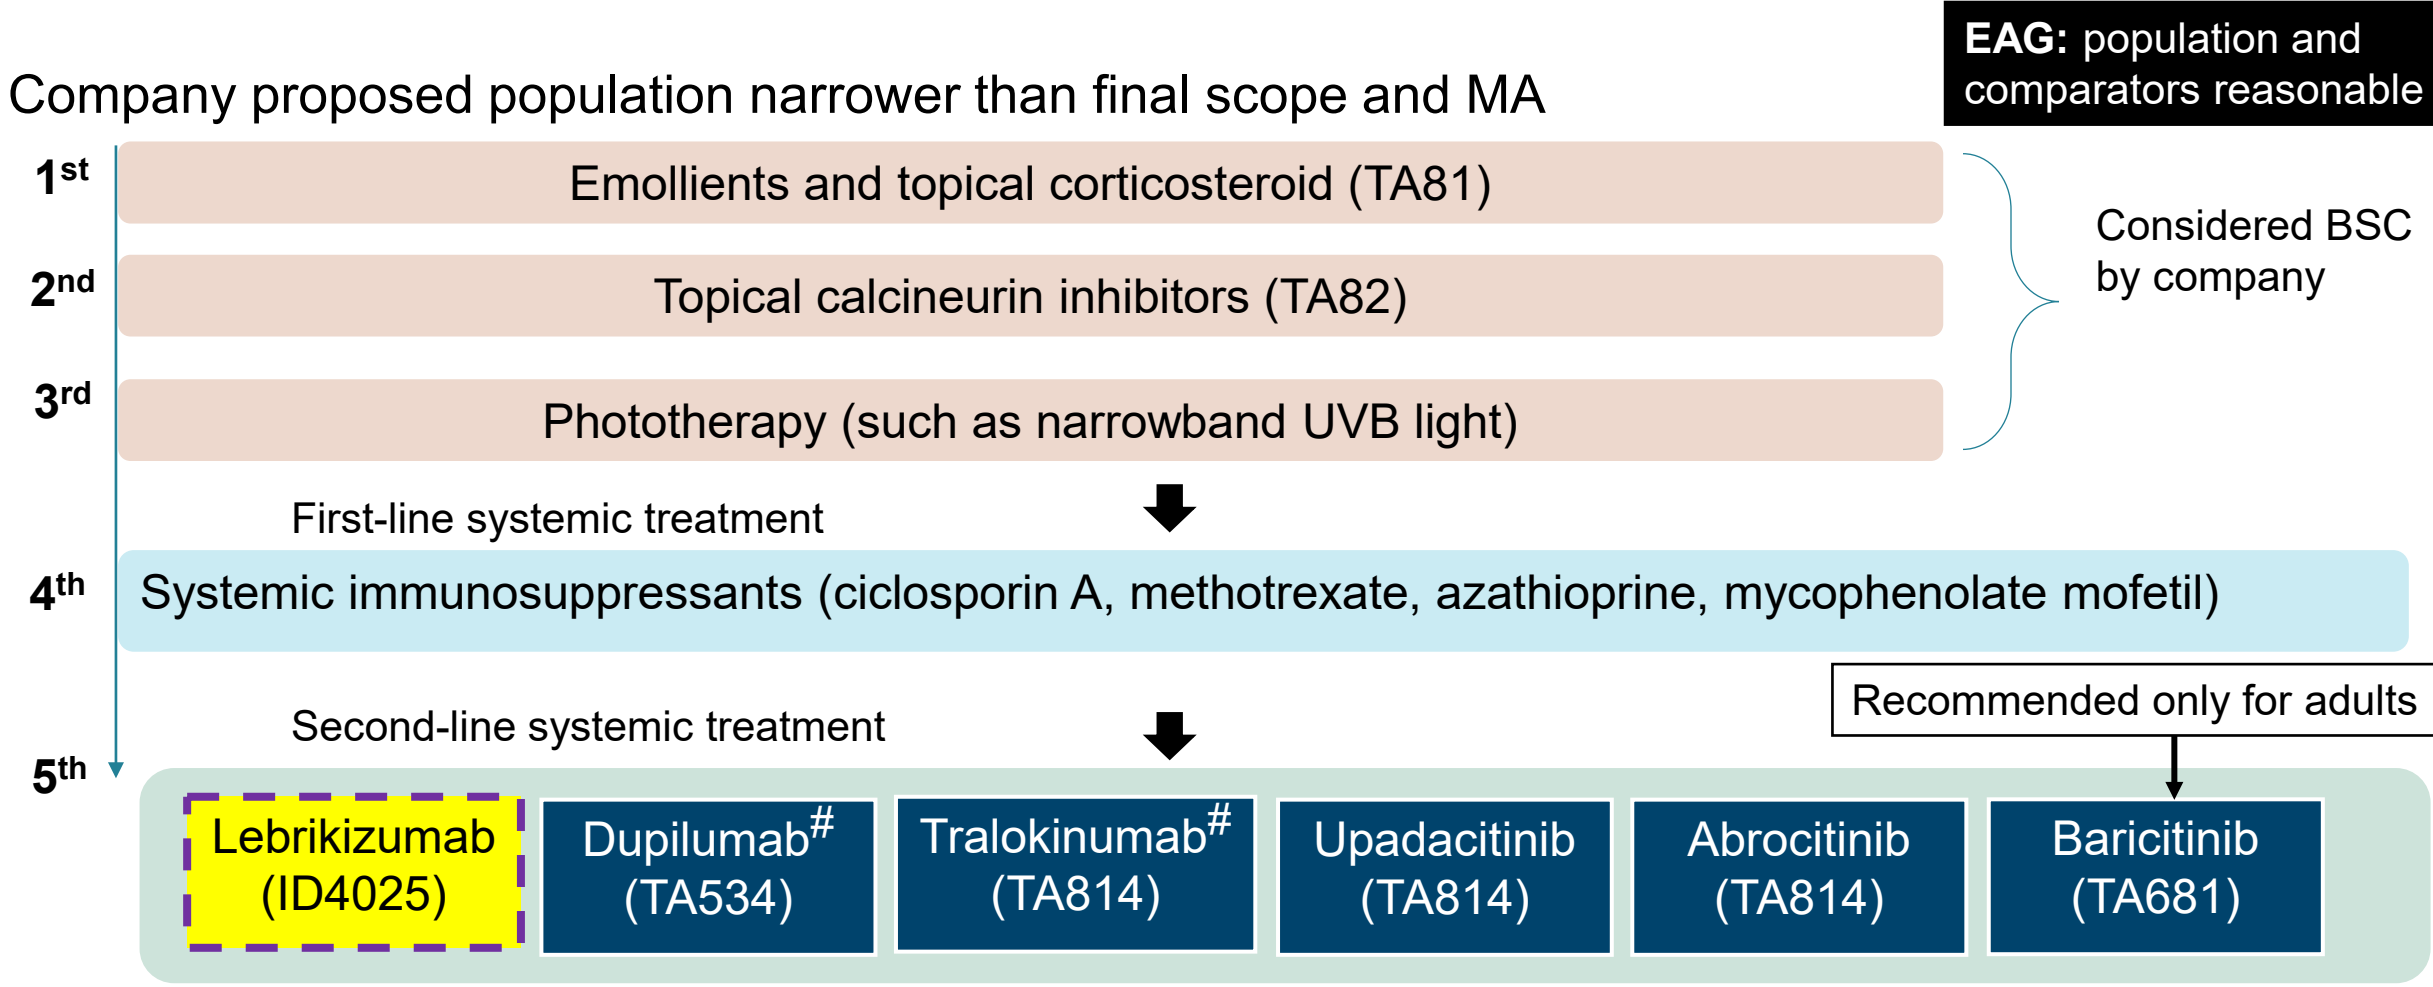 EAG: population and
comparators reasonable
Company proposed population narrower than final scope and MA
1st
Emollients and topical corticosteroid (TA81)
2nd
Topical calcineurin inhibitors (TA82)
3rd
Phototherapy (such as narrowband UVB light)
Considered BSC
by company
First-line systemic treatment
4th
Systemic immunosuppressants (ciclosporin A, methotrexate, azathioprine, mycophenolate mofetil)
Recommended only for adults
Second-line systemic treatment
5th
Lebrikizumab
(ID4025)
Dupilumab#
(TA534)
Tralokinumab#
(TA814)
Upadacitinib
(TA814)
Abrocitinib
(TA814)
Baricitinib
(TA681)